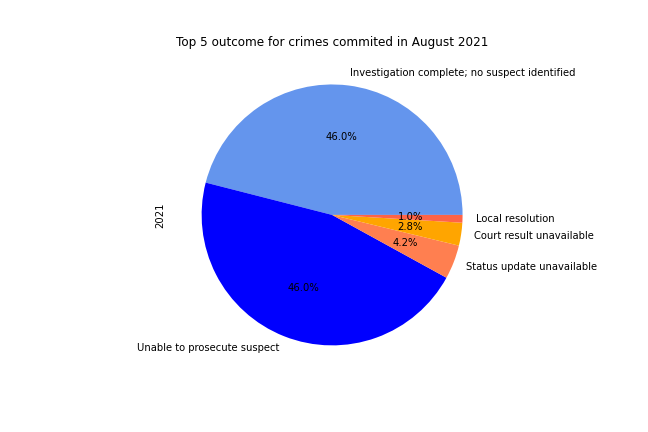 Top 5 outcome for crimes commited in August 2021
Investigation complete; no suspect identified
46.0%
2021
1.0%
Local resolution
2.8%
Court result unavailable
4.2%
Status update unavailable
46.0%
Unable to prosecute suspect